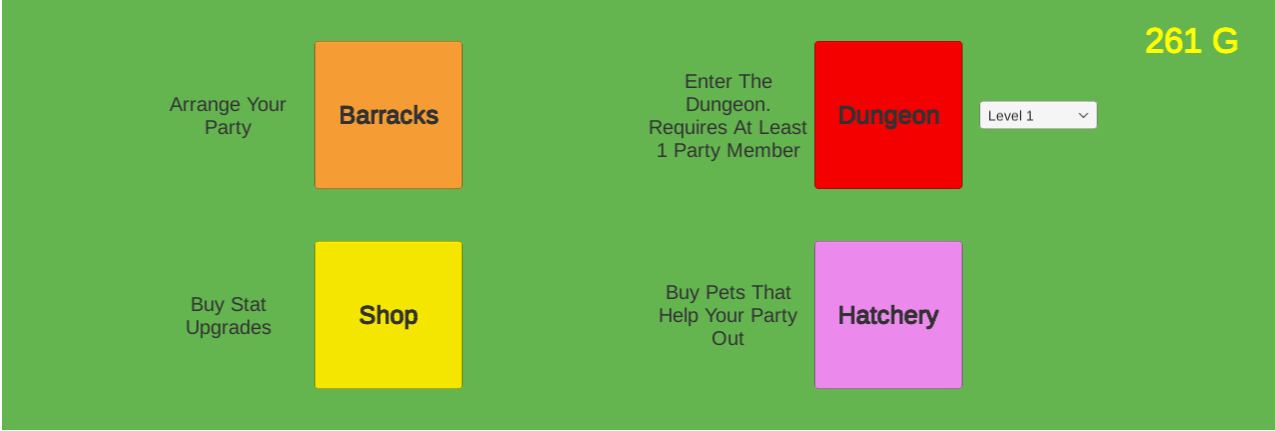 261 G
Arrange Your
Party
Barracks
Enter The
Dungeon.
Requires At Least
1 Party Member
Dungeon
Level 1
Buy Stat
Upgrades
Shop
Buy Pets That
Help Your Party
Out
Hatchery